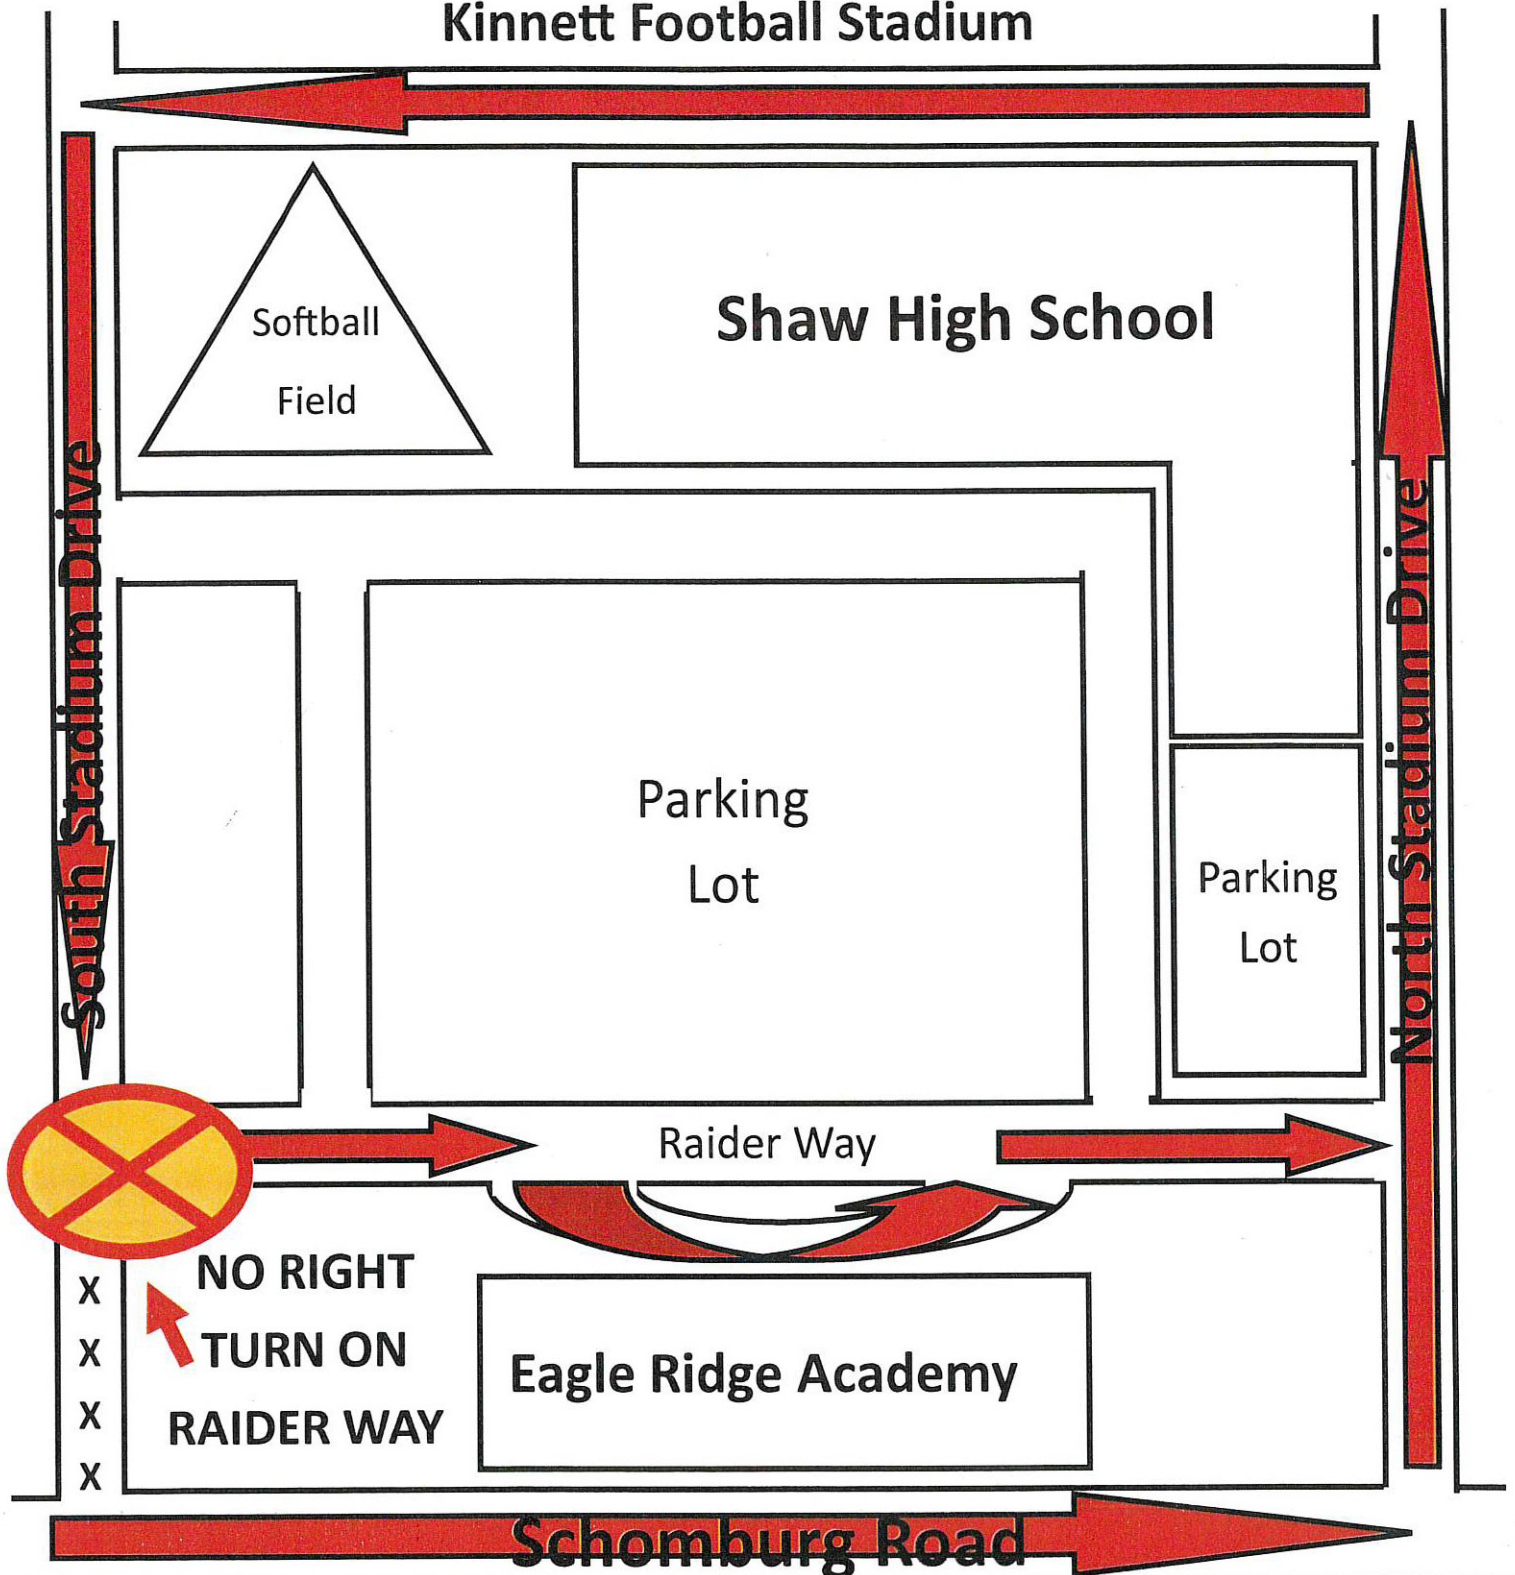 Kinnett Football Stadium
Softball
Field
Shaw High School
South Stadium Drive
North Stadium Drive
Parking
Lot
Parking
Lot
Raider Way
NO RIGHT
TURN ON
RAIDER WAY
X
X
X
X
Eagle Ridge Academy
Schomburg Road